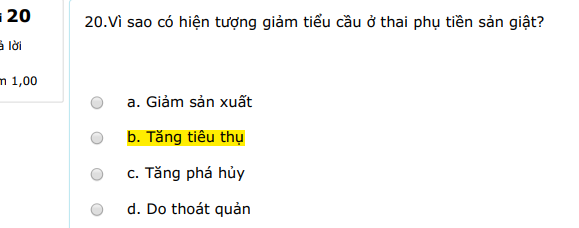 20
20.Vì sao có hiện tượng giảm tiểu cầu ở thai phụ tiền sản giật?
lời
1,00
a. Giảm sản xuất
b. Tăng tiêu thụ
c. Tăng phá hủy
d. Do thoát quản